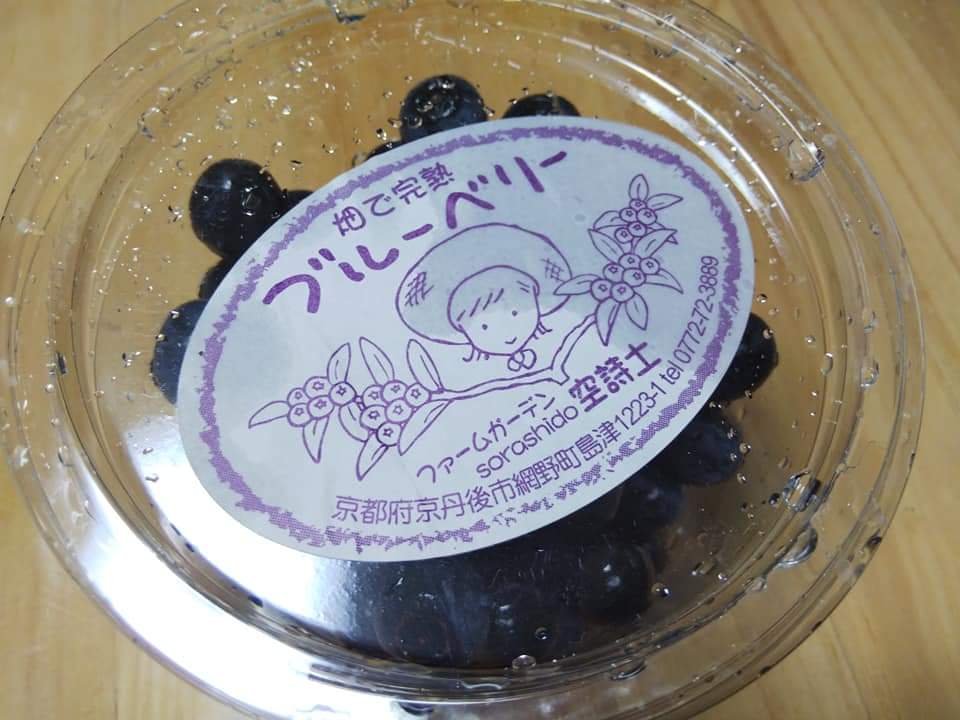 畑で完熟
ブルーベリー
ファームガーデン
sorashido 空詩土
京都府京丹後市網野町島津1223-1 tel 0772-72-3889